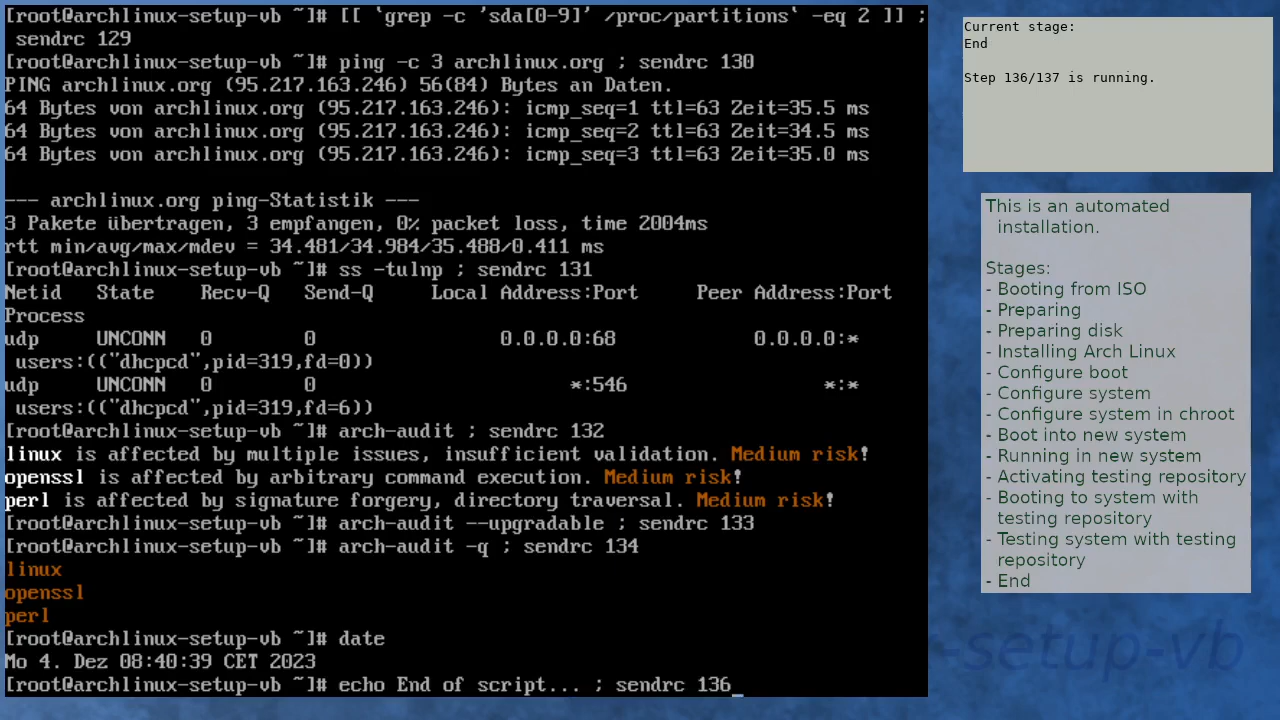 [root@archlinux-setup-vb ~]# [[ `grep -c 'sda[0-9]' /proc/partitions` -eq 2 ]] ;
 sendrc 129
[root@archlinux-setup-vb ~]# ping -c 3 archlinux.org ; sendrc 130
PING archlinux.org (95.217.163.246) 56(84) Bytes an Daten.
64 Bytes von archlinux.org (95.217.163.246): icmp_seq=1 ttl=63 Zeit=35.5 ms
64 Bytes von archlinux.org (95.217.163.246): icmp_seq=2 ttl=63 Zeit=34.5 ms
64 Bytes von archlinux.org (95.217.163.246): icmp_seq=3 ttl=63 Zeit=35.0 ms
--- archlinux.org ping-Statistik ---
3 Pakete übertragen, 3 empfangen, 0% packet loss, time 2004ms
rtt min/avg/max/mdev = 34.481/34.984/35.488/0.411 ms
[root@archlinux-setup-vb ~]# ss -tulnp ; sendrc 131
Netid   State    Recv-Q   Send-Q     Local Address:Port     Peer Address:Port
Process
udp     UNCONN   0        0                0.0.0.0:68            0.0.0.0:*
 users:(("dhcpcd",pid=319,fd=0))
udp     UNCONN   0        0                      *:546                 *:*
 users:(("dhcpcd",pid=319,fd=6))
[root@archlinux-setup-vb ~]# arch-audit ; sendrc 132
linux is affected by multiple issues, insufficient validation. Medium risk!
openssl is affected by arbitrary command execution. Medium risk!
perl is affected by signature forgery, directory traversal. Medium risk!
[root@archlinux-setup-vb ~]# arch-audit --upgradable ; sendrc 133
[root@archlinux-setup-vb ~]# arch-audit -q ; sendrc 134
linux
openssl
perl
[root@archlinux-setup-vb ~]# date
Mo 4. Dez 08:40:39 CET 2023
[root@archlinux-setup-vb ~]# echo End of script... ; sendrc 136_
Current stage:
End
Step 136/137 is running.
This is an automated
installation.
Stages:
- Booting from ISO
- Preparing
- Preparing disk
- Installing Arch Linux
- Configure boot
- Configure system
- Configure system in chroot
- Boot into new system
- Running in new system
- Activating testing repository
- Booting to system with
testing repository
- Testing system with testing
repository
- End
-setup-vb